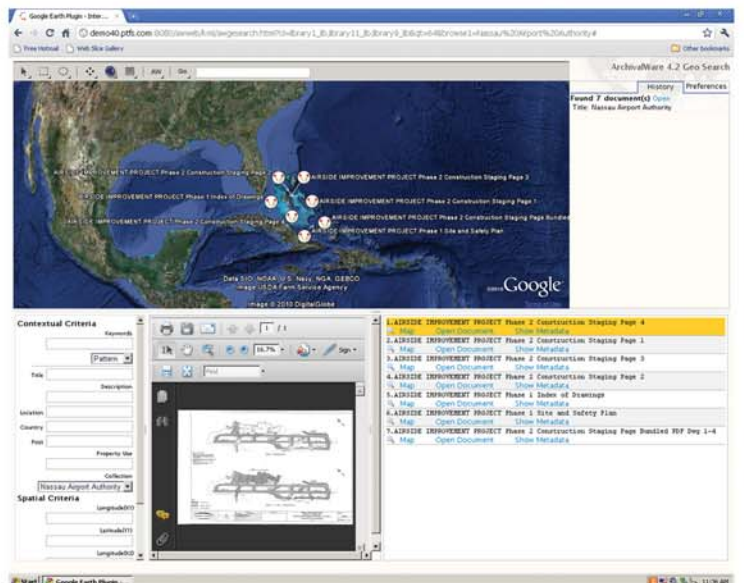 Google Earth Plugin - Inter...
demo40.ptfs.com
Free Hotmail
Web Slice Gallery
Other bookmarks
ArchivalWare 4.2 Geo Search
History
Preferences
Found 7 document(s) Open
Title: Nassau Airport Authority
AIRSIDE IMPROVEMENT PROJECT Phase 2 Construction Staging Page 2
AIRSIDE IMPROVEMENT PROJECT Phase 2 Construction Staging Page 3
AIRSIDE IMPROVEMENT PROJECT Phase 1 Index of Drawings
AIRSIDE IMPROVEMENT PROJECT Phase 2 Construction Staging Page 1
AIRSIDE IMPROVEMENT PROJECT Phase 2 Construction Staging Page
AIRSIDE IMPROVEMENT PROJECT Phase 2 Construction Staging Page Bundled
AIRSIDE IMPROVEMENT PROJECT Phase 1 Site and Safety Plan
Data SIO, NOAA, U.S. Navy, NGA, GEBCO
Image USDA Farm Service Agency
Image © 2010 DigitalGlobe
©2010 Google
Contextual Criteria
Keywords
Pattern
Title
Description
Location
Country
Post
Property Use
Collection
Nassau Airport Authority
Spatial Criteria
Longitude(X1)
Latitude(Y1)
Longitude(X2)
1 / 1
16.7%
Sign
Find
1.AIRSIDE IMPROVEMENT PROJECT Phase 2 Construction Staging Page 4
Map Open Document Show Metadata
2.AIRSIDE IMPROVEMENT PROJECT Phase 2 Construction Staging Page 1
Map Open Document Show Metadata
3.AIRSIDE IMPROVEMENT PROJECT Phase 2 Construction Staging Page 3
Map Open Document Show Metadata
4.AIRSIDE IMPROVEMENT PROJECT Phase 2 Construction Staging Page 2
Map Open Document Show Metadata
5.AIRSIDE IMPROVEMENT PROJECT Phase 1 Index of Drawings
Map Open Document Show Metadata
6.AIRSIDE IMPROVEMENT PROJECT Phase 1 Site and Safety Plan
Map Open Document Show Metadata
7.AIRSIDE IMPROVEMENT PROJECT Phase 2 Construction Staging Page Bundled PDF Dwg 1-4
Map Open Document Show Metadata
Start
Google Earth Plugin -
11:36 AM